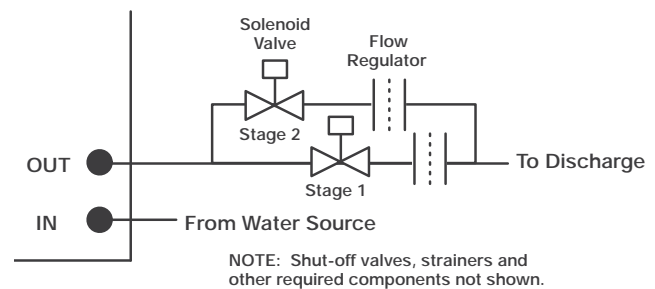 Solenoid
Valve
Flow
Regulator
Stage 2
OUT
To Discharge
Stage 1
IN
From Water Source
NOTE: Shut-off valves, strainers and
other required components not shown.